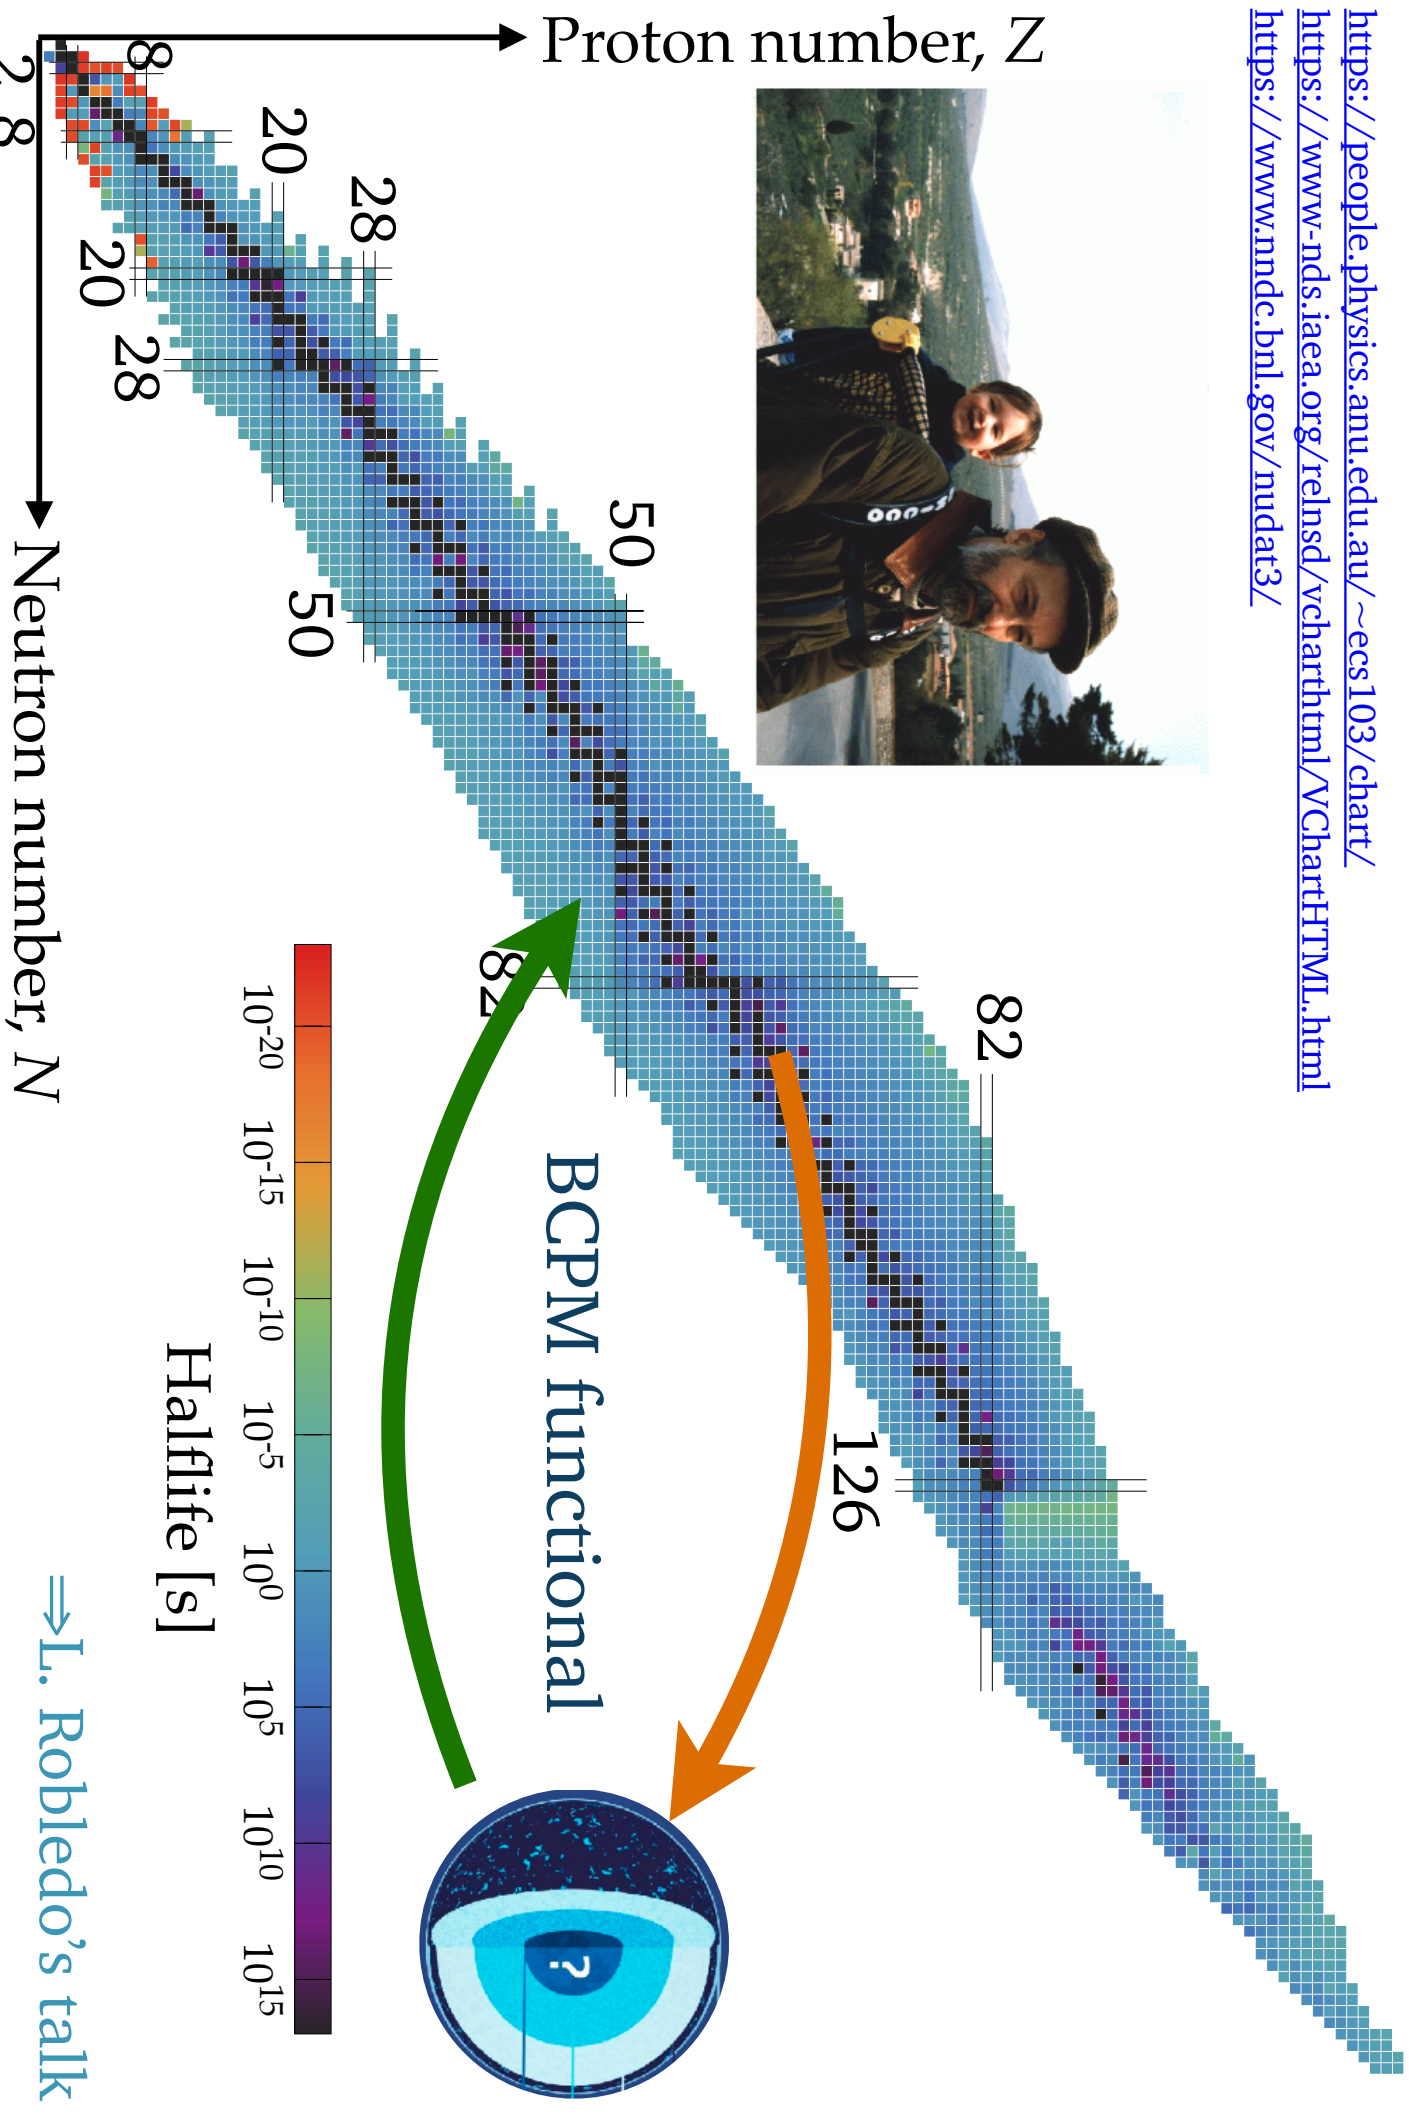 https://people.physics.anu.edu.au/~ecs103/chart/
https://www-nds.iaea.org/relnsd/vcharthtml/VChartHTML.html
https://www.nndc.bnl.gov/nudat3/
Proton number, Z
8
20
28
50
82
2
8
20
28
50
82
126
Neutron number, N
BCPM functional
?
10-20
10-15
10-10
10-5
100
105
1010
1015
Halflife [s]
⇒L. Robledo's talk